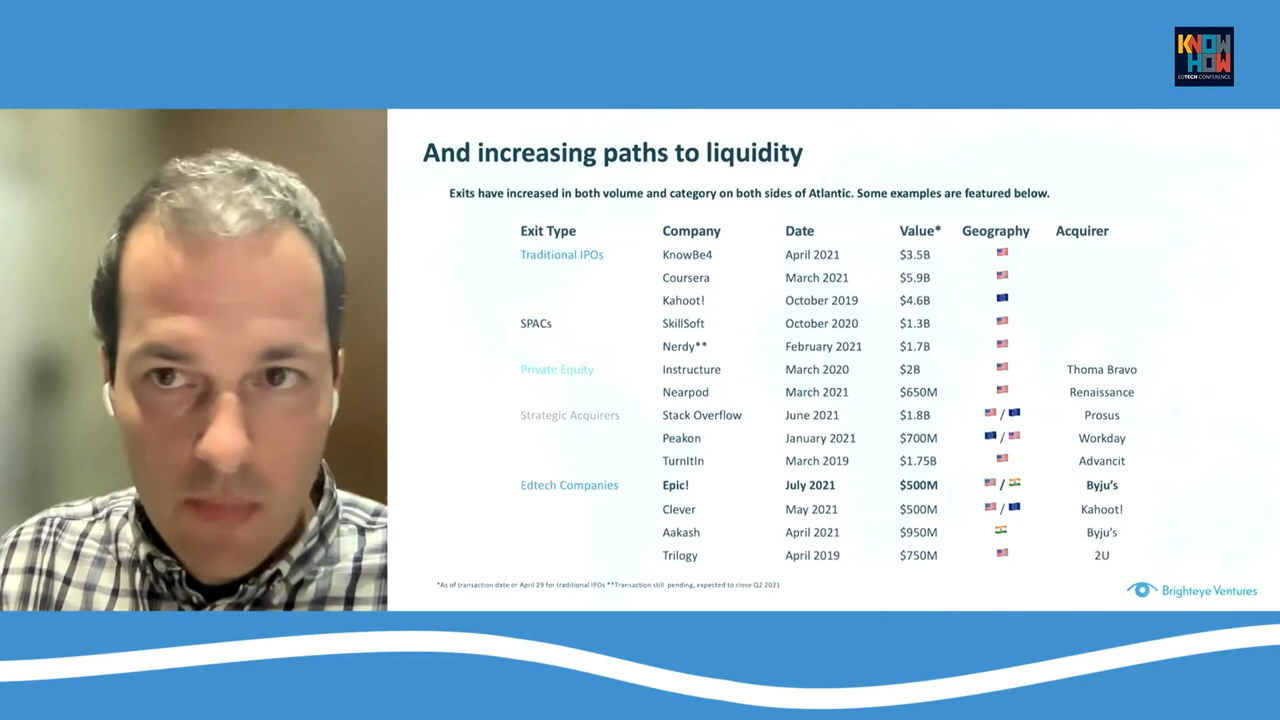 KNOW
HOW
EDTECH CONFERENCE
And increasing paths to liquidity
Exits have increased in both volume and category on both sides of Atlantic. Some examples are featured below.
Exit Type Company Date Value* Geography Acquirer
Traditional IPOs KnowBe4 April 2021 $3.5B
Coursera March 2021 $5.9B
Kahoot! October 2019 $4.6B
SPACs SkillSoft October 2020 $1.3B
Nerdy** February 2021 $1.7B
Private Equity Instructure March 2020 $2B Thoma Bravo
Nearpod March 2021 $650M Renaissance
Strategic Acquirers Stack Overflow June 2021 $1.8B / Prosus
Peakon January 2021 $700M / Workday
TurnItIn March 2019 $1.75B Advancit
Edtech Companies Epic! July 2021 $500M / Byju's
Clever May 2021 $500M / Kahoot!
Aakash April 2021 $950M Byju's
Trilogy April 2019 $750M 2U
*As of transaction date or April 29 for traditional IPOs **Transaction still pending, expected to close Q2 2021
Brighteye Ventures